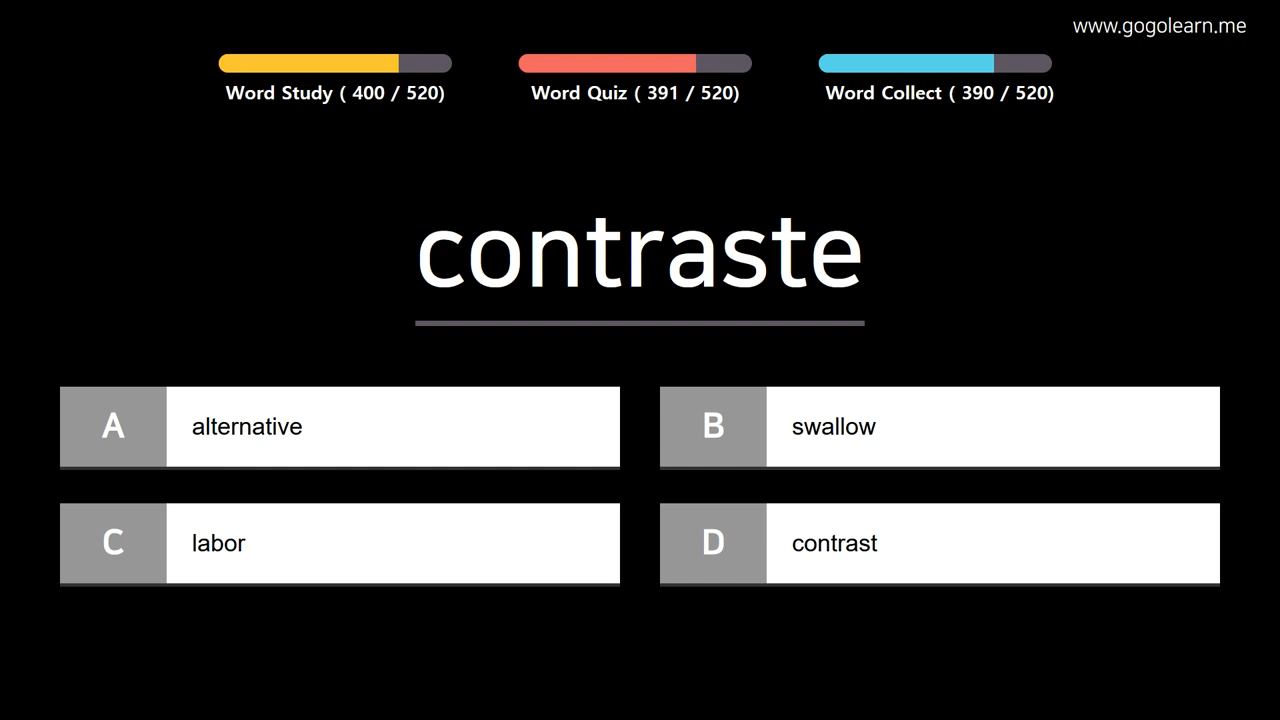 www.gogolearn.me
Word Study ( 400 / 520)
Word Quiz ( 391 / 520)
Word Collect ( 390 / 520)
contraste
A alternative
B swallow
C labor
D contrast